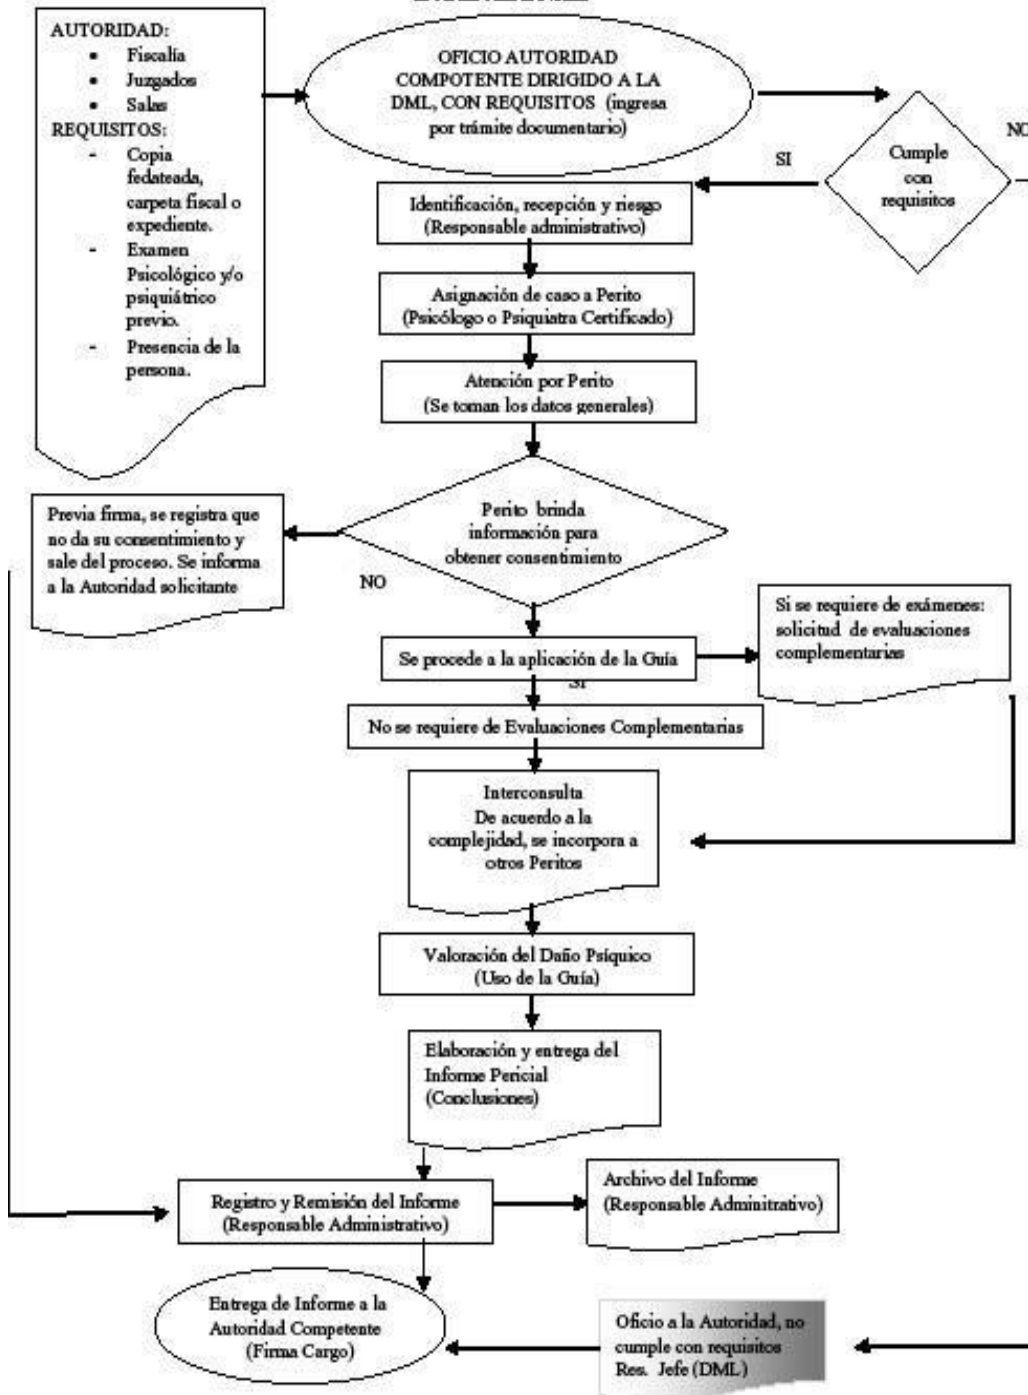 AUTORIDAD:
• Fiscalía
• Juzgados
• Salas
REQUISITOS:
- Copia
fedateada,
carpeta fiscal o
expediente.
- Examen
Psicológico y/o
psiquiátrico
previo.
- Presencia de la
persona.
OFICIO AUTORIDAD
COMPOTENTE DIRIGIDO A LA
DML, CON REQUISITOS (ingresa
por trámite documentario)
Cumple
con
requisitos
NO
SI
Identificación, recepción y riesgo
(Responsable administrativo)
Asignación de caso a Perito
(Psicólogo o Psiquiatra Certificado)
Atención por Perito
(Se toman los datos generales)
Perito brinda
información para
obtener consentimiento
NO
Previa firma, se registra que
no da su consentimiento y
sale del proceso. Se informa
a la Autoridad solicitante
Se procede a la aplicación de la Guía
SI
Si se requiere de exámenes:
solicitud de evaluaciones
complementarias
No se requiere de Evaluaciones Complementarias
Interconsulta
De acuerdo a la
complejidad, se incorpora a
otros Peritos
Valoración del Daño Psíquico
(Uso de la Guía)
Elaboración y entrega del
Informe Pericial
(Conclusiones)
Registro y Remisión del Informe
(Responsable Administrativo)
Archivo del Informe
(Responsable Adminitrativo)
Entrega de Informe a la
Autoridad Competente
(Firma Cargo)
Oficio a la Autoridad, no
cumple con requisitos
Res. Jefe (DML)